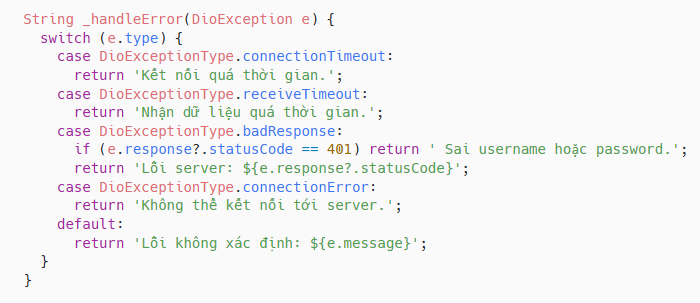 String _handleError(DioException e) {
  switch (e.type) {
    case DioExceptionType.connectionTimeout:
      return 'Kết nối quá thời gian.';
    case DioExceptionType.receiveTimeout:
      return 'Nhận dữ liệu quá thời gian.';
    case DioExceptionType.badResponse:
      if (e.response?.statusCode == 401) return ' Sai username hoặc password.';
      return 'Lỗi server: ${e.response?.statusCode}';
    case DioExceptionType.connectionError:
      return 'Không thể kết nối tới server.';
    default:
      return 'Lỗi không xác định: ${e.message}';
  }
}